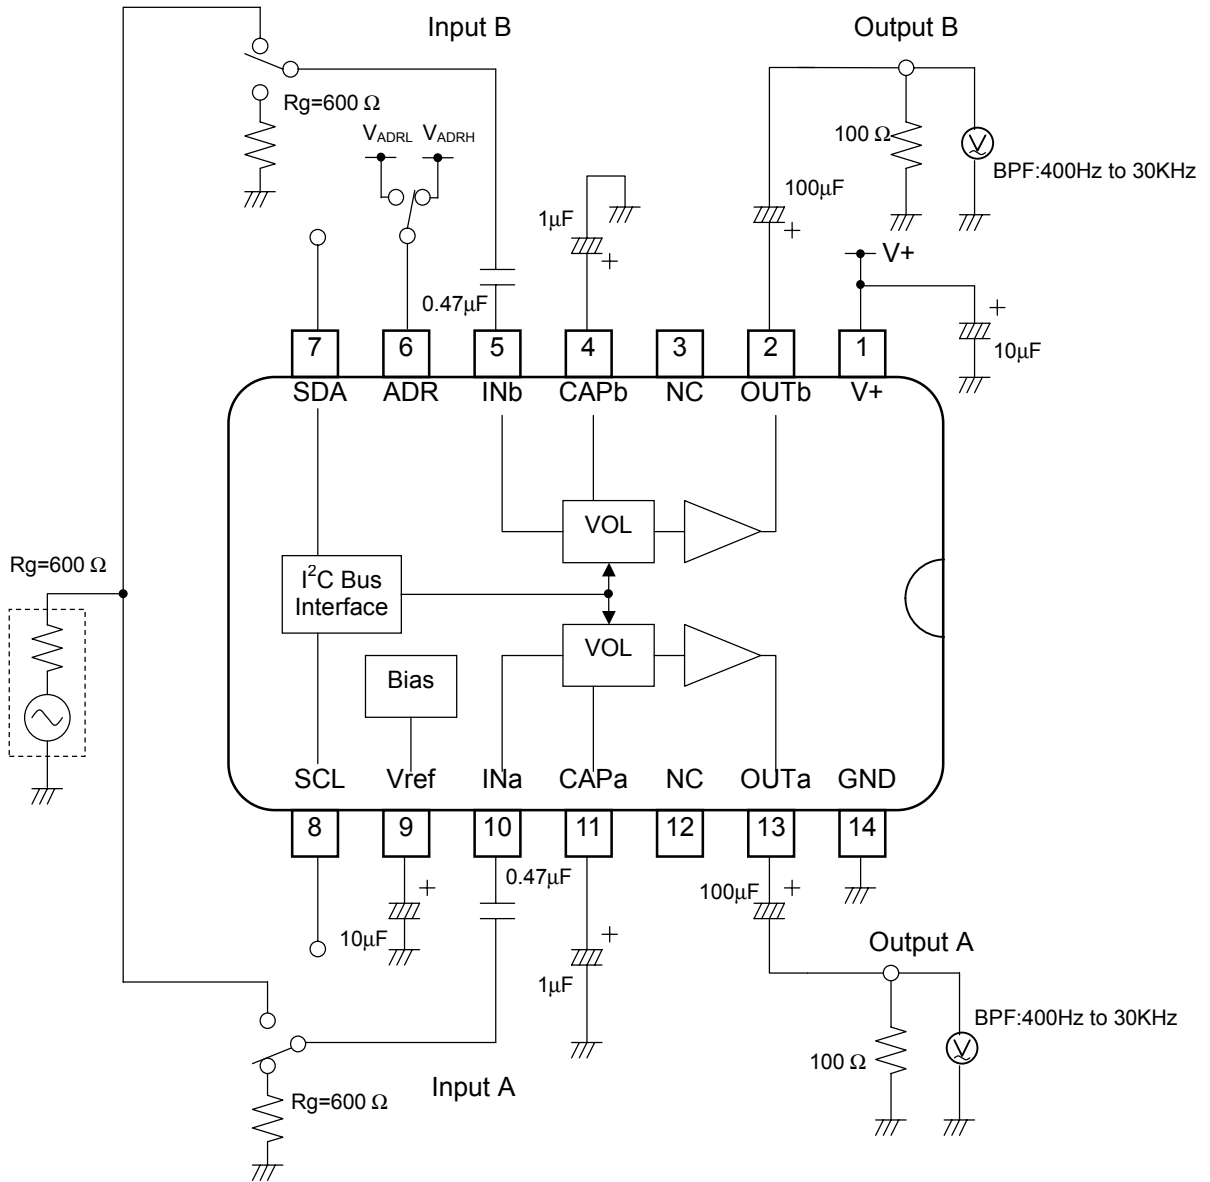 Input B
Output B
Rg=600 Ω
VADRL VADRH
100 Ω
BPF:400Hz to 30KHz
100µF
+
1µF
+
V+
0.47µF
+
10µF
7 6 5 4 3 2 1
SDA ADR INb CAPb NC OUTb V+
VOL
Rg=600 Ω
I²C Bus
Interface
VOL
Bias
SCL Vref INa CAPa NC OUTa GND
8 9 10 11 12 13 14
0.47µF
+
10µF
+
1µF
100µF
+
Output A
BPF:400Hz to 30KHz
100 Ω
Input A
Rg=600 Ω
V
V